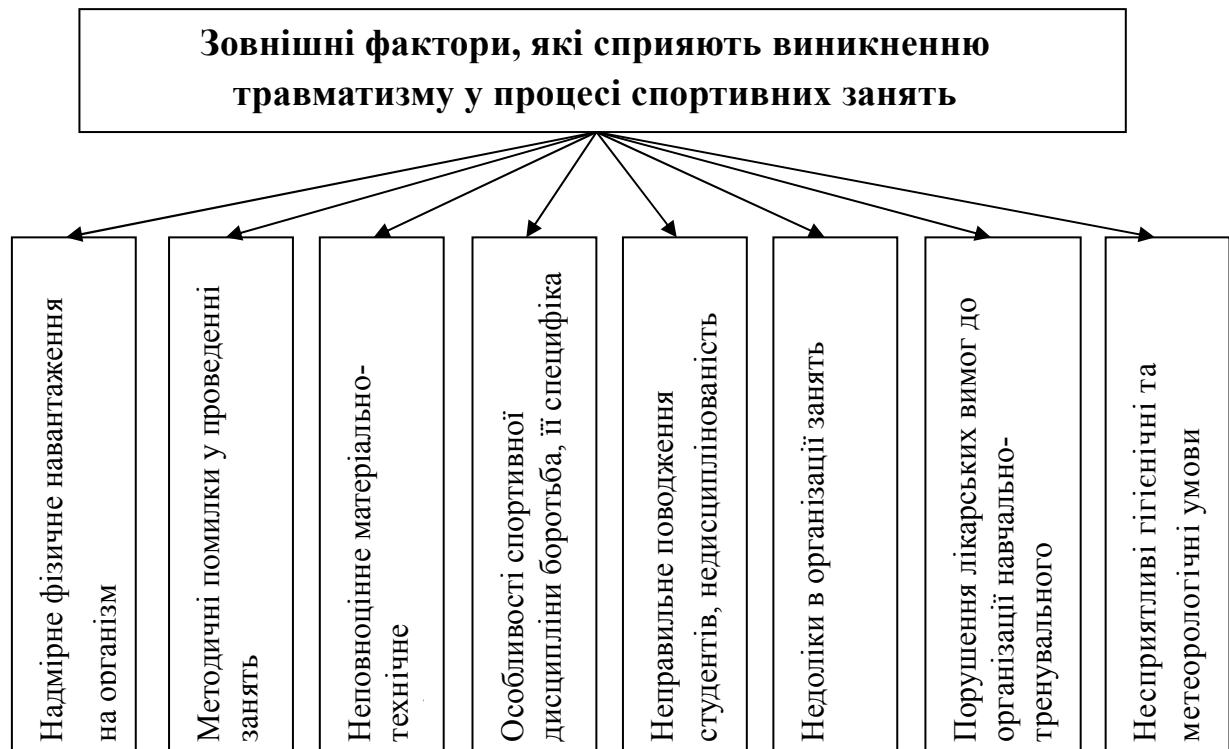 Зовнішні фактори, які сприяють виникненню
травматизму у процесі спортивних занять
Надмірне фізичне навантаження
на організм
Методичні помилки у проведенні
занять
Неповноцінне матеріально-
технічне
Особливості спортивної
дисципліни боротьба, її специфіка
Неправильне поводження
студентів, недисциплінованість
Недоліки в організації занять
Порушення лікарських вимог до
організації навчально-
тренувального
Несприятливі гігієнічні та
метеорологічні умови